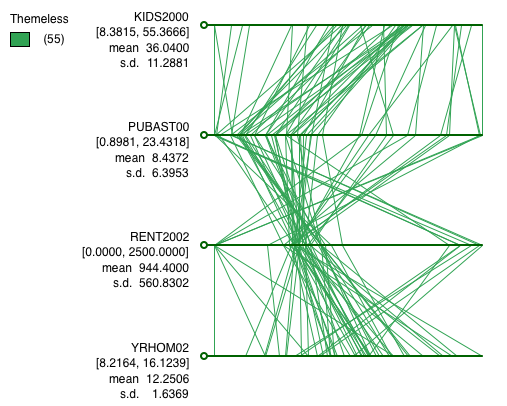 Themeless
(55)
KIDS2000
[8.3815, 55.3666]
mean 36.0400
s.d. 11.2881
PUBAST00
[0.8981, 23.4318]
mean 8.4372
s.d. 6.3953
RENT2002
[0.0000, 2500.0000]
mean 944.4000
s.d. 560.8302
YRHOM02
[8.2164, 16.1239]
mean 12.2506
s.d. 1.6369